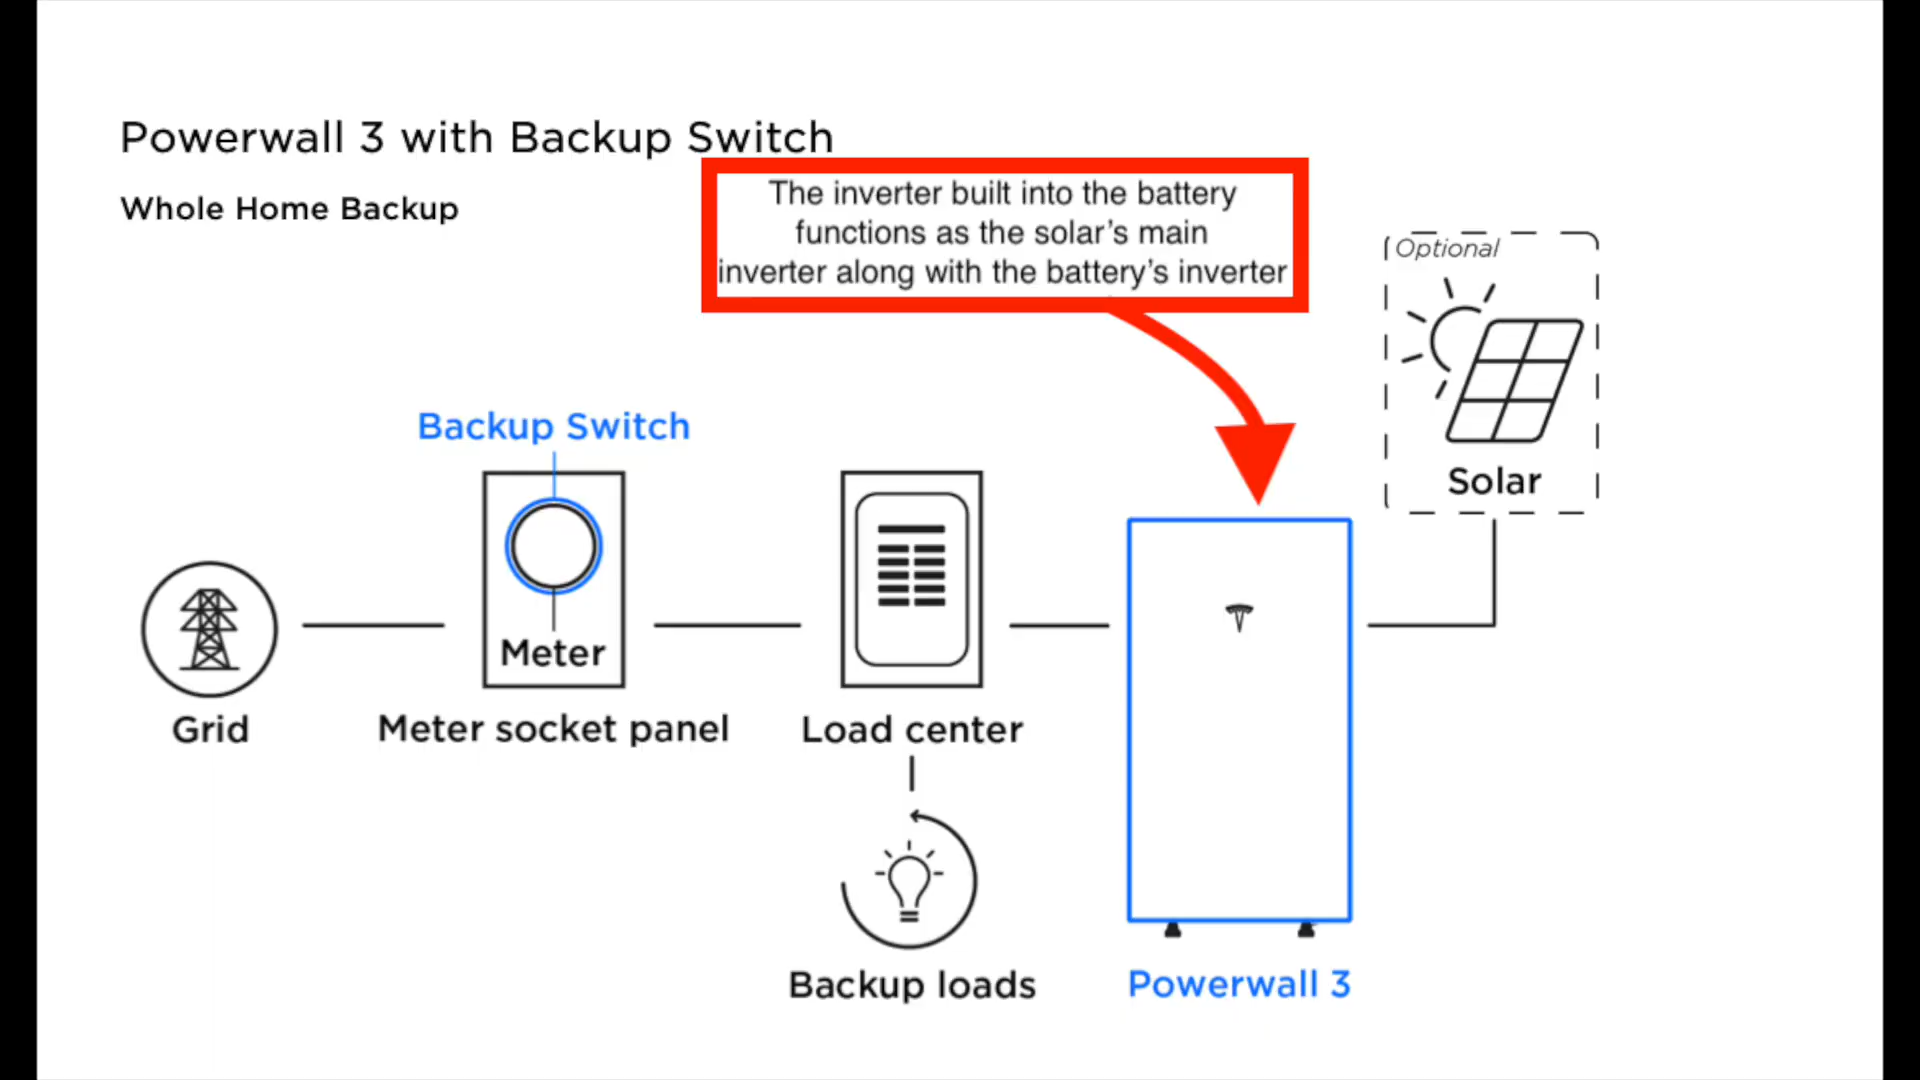 Powerwall 3 with Backup Switch
Whole Home Backup
The inverter built into the battery
functions as the solar's main
inverter along with the battery's inverter
Optional
Solar
Backup Switch
Meter
Grid
Meter socket panel
Load center
Backup loads
Powerwall 3